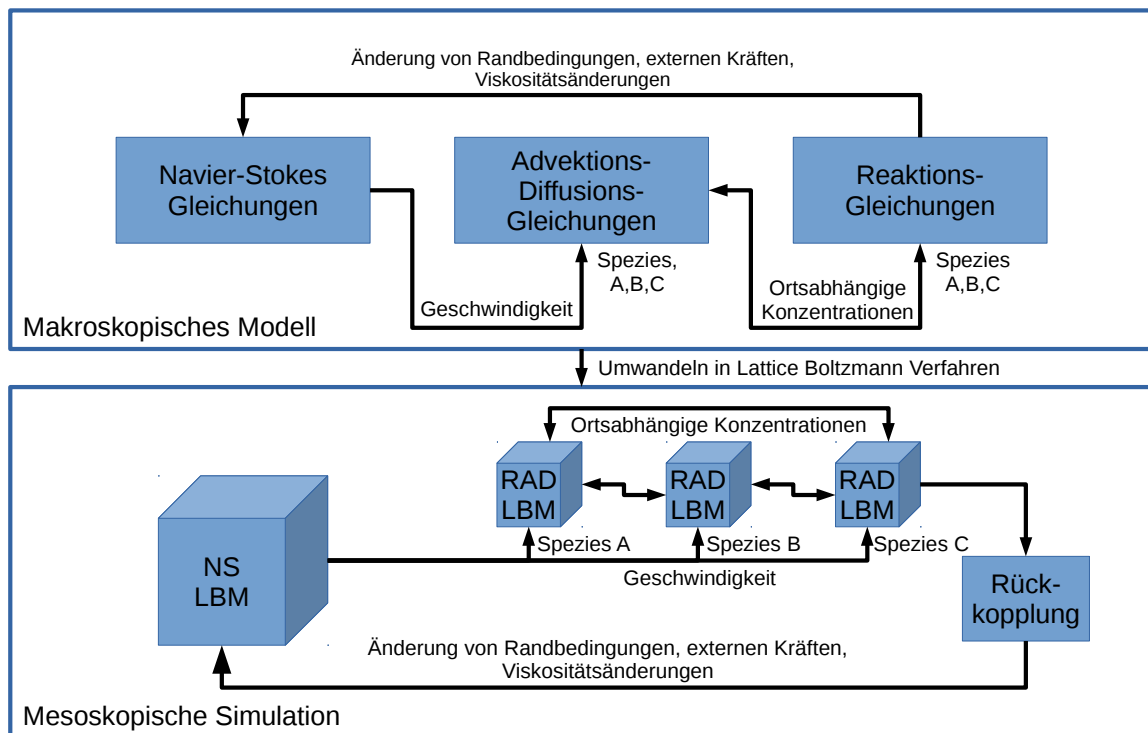 Änderung von Randbedingungen, externen Kräften,
Viskositätsänderungen
Navier-Stokes
Gleichungen
Advektions-
Diffusions-
Gleichungen
Reaktions-
Gleichungen
Geschwindigkeit
Spezies,
A,B,C
Ortsabhängige
Konzentrationen
Spezies
A,B,C
Makroskopisches Modell
Umwandeln in Lattice Boltzmann Verfahren
Ortsabhängige Konzentrationen
RAD
LBM
RAD
LBM
RAD
LBM
Spezies A
Spezies B
Spezies C
NS
LBM
Geschwindigkeit
Rück-
kopplung
Änderung von Randbedingungen, externen Kräften,
Viskositätsänderungen
Mesoskopische Simulation